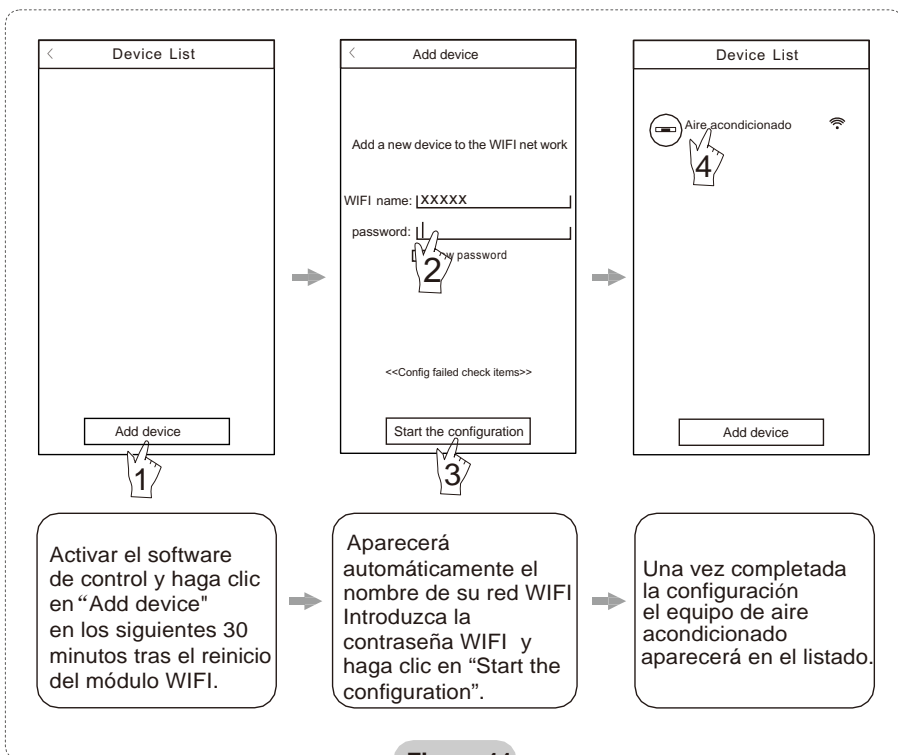 Device List
Add device
1
Add device
Add a new device to the WIFI net work
WIFI name: XXXXX
password:
2
password
<<Config failed check items>>
Start the configuration
3
Device List
Aire acondicionado
4
Add device
Activar el software
de control y haga clic
en “Add device"
en los siguientes 30
minutos tras el reinicio
del módulo WIFI.
Aparecerá
automáticamente el
nombre de su red WIFI
Introduzca la
contraseña WIFI y
haga clic en “Start the
configuration”.
Una vez completada
la configuración
el equipo de aire
acondicionado
aparecerá en el listado.